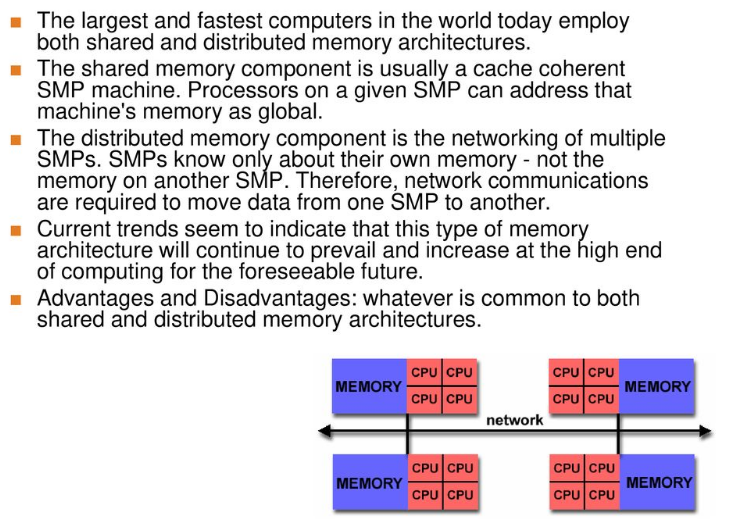 The largest and fastest computers in the world today employ
both shared and distributed memory architectures.
The shared memory component is usually a cache coherent
SMP machine. Processors on a given SMP can address that
machine's memory as global.
The distributed memory component is the networking of multiple
SMPs. SMPs know only about their own memory - not the
memory on another SMP. Therefore, network communications
are required to move data from one SMP to another.
Current trends seem to indicate that this type of memory
architecture will continue to prevail and increase at the high end
of computing for the foreseeable future.
Advantages and Disadvantages: whatever is common to both
shared and distributed memory architectures.
MEMORY CPU CPU CPU CPU
CPU CPU CPU CPU MEMORY
network
MEMORY CPU CPU CPU CPU
CPU CPU CPU CPU MEMORY